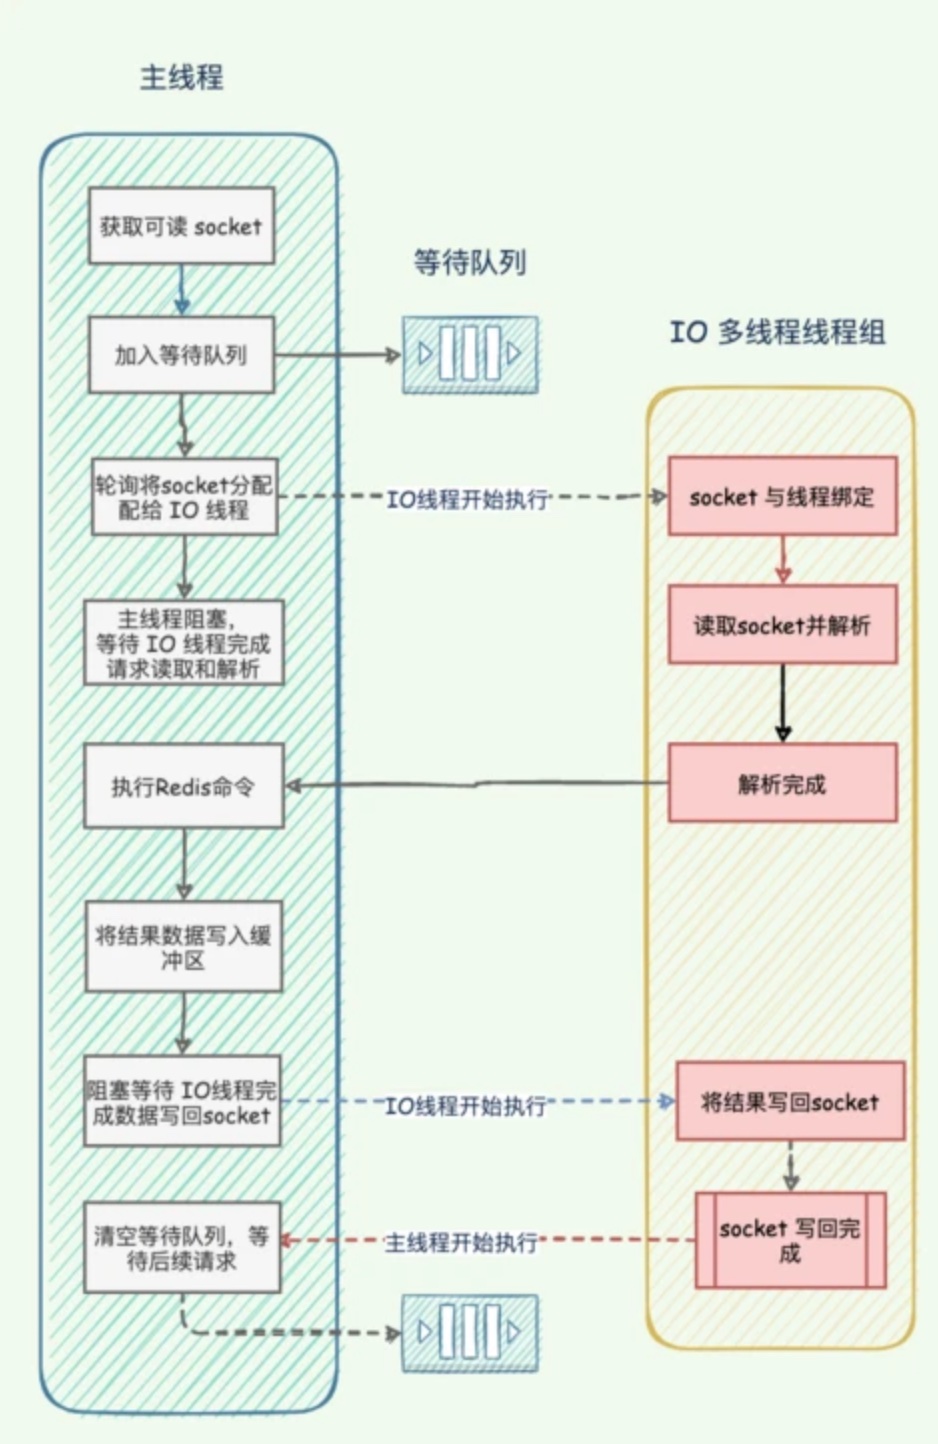 主线程
获取可读 socket
等待队列
加入等待队列
IO 多线程线程组
轮询将socket分配
配给 IO 线程
IO线程开始执行
socket 与线程绑定
主线程阻塞，
等待 IO 线程完成
请求读取和解析
读取socket并解析
执行Redis命令
解析完成
将结果数据写入缓
冲区
阻塞等待 IO线程完
成数据写回socket
IO线程开始执行
将结果写回socket
清空等待队列，等
待后续请求
主线程开始执行
socket 写回完
成